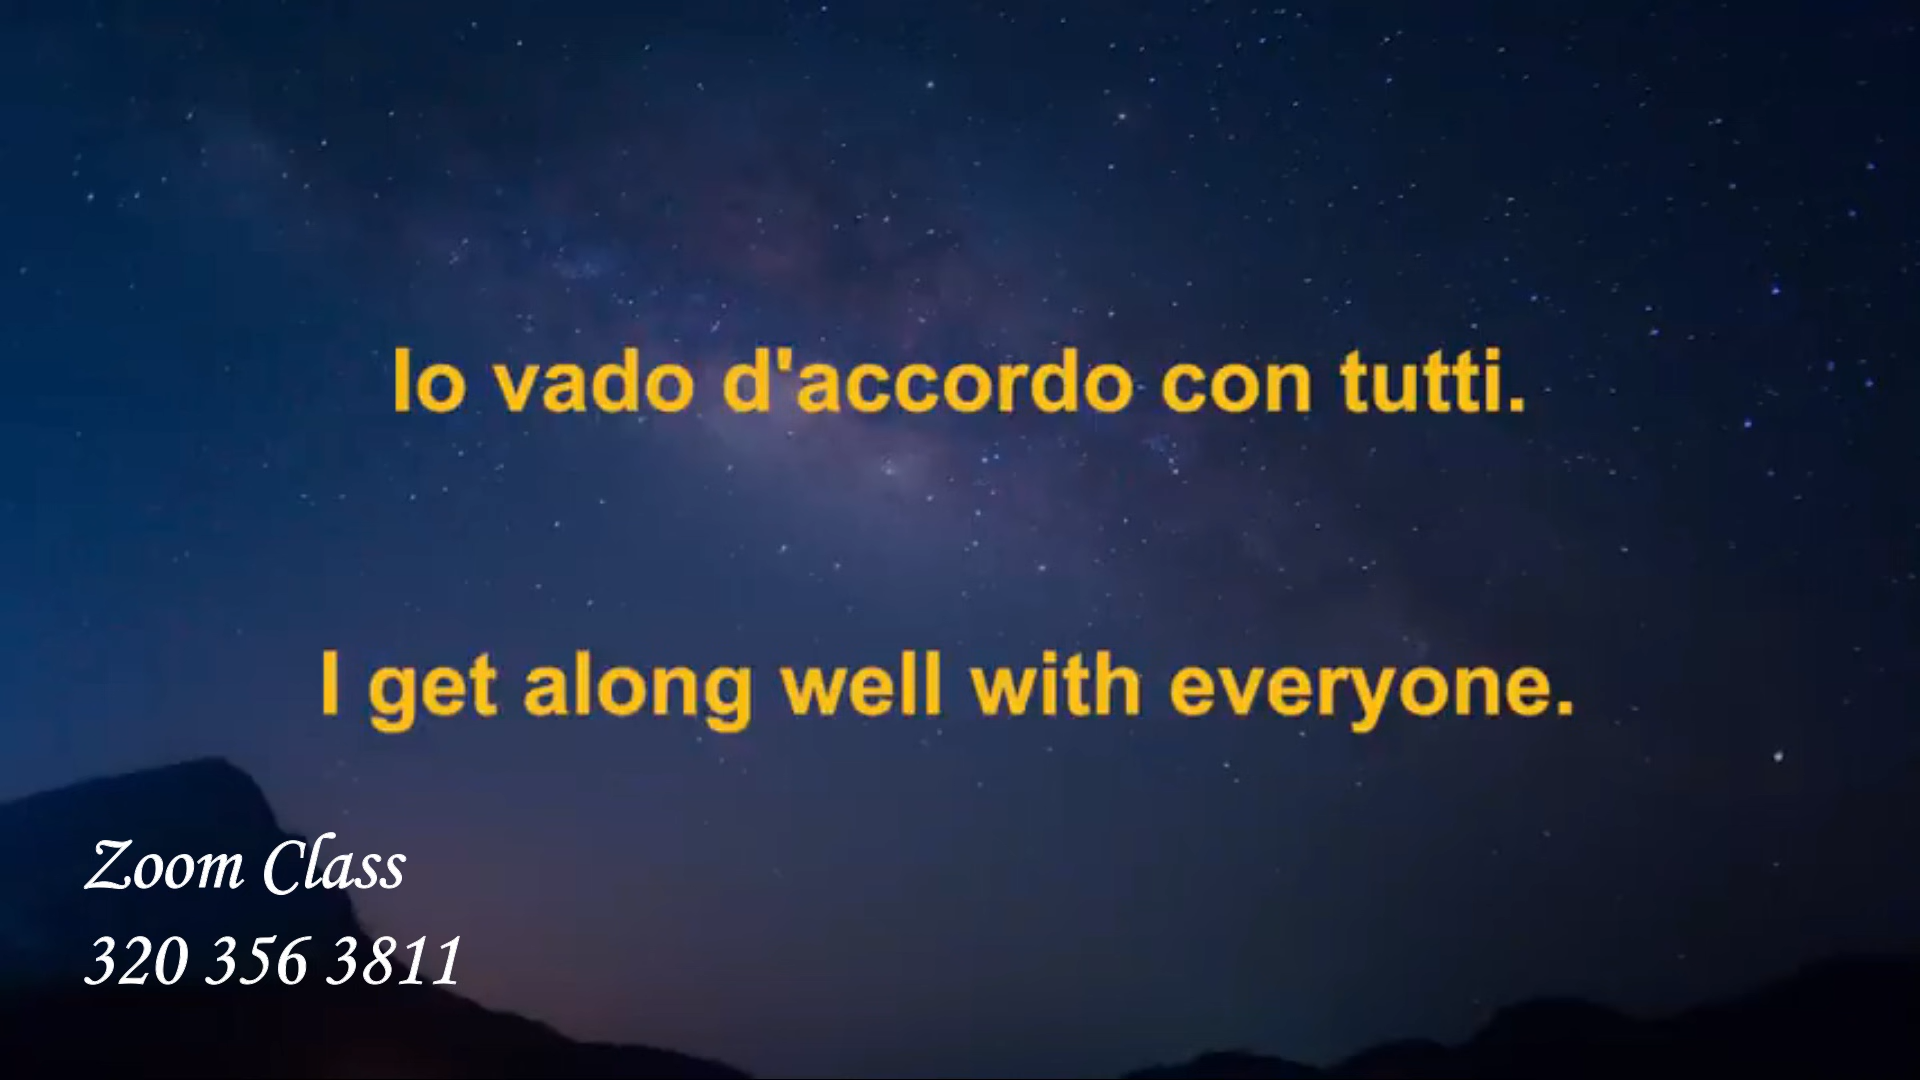 Io vado d'accordo con tutti.
I get along well with everyone.
Zoom Class
320 356 3811